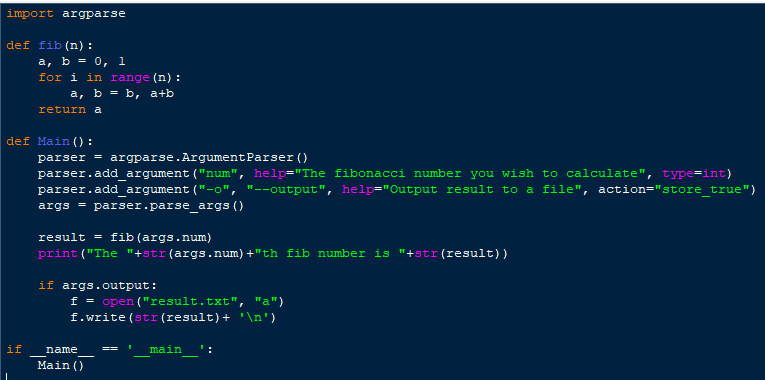 import argparse

def fib(n):
    a, b = 0, 1
    for i in range(n):
        a, b = b, a+b
    return a

def Main():
    parser = argparse.ArgumentParser()
    parser.add_argument("num", help="The fibonacci number you wish to calculate", type=int)
    parser.add_argument("-o", "--output", help="Output result to a file", action="store_true")
    args = parser.parse_args()

    result = fib(args.num)
    print("The "+str(args.num)+"th fib number is "+str(result))

    if args.output:
        f = open("result.txt", "a")
        f.write(str(result)+ '\n')

if __name__ == '__main__':
    Main()